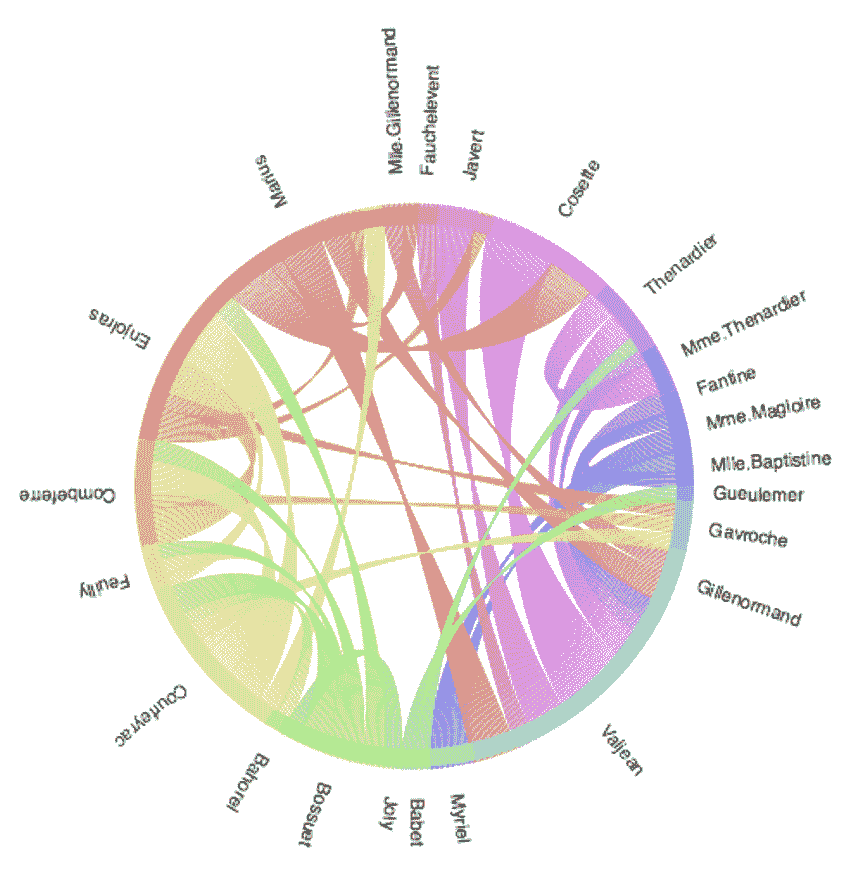 Mlle.Gillenormand
Fauchelevent
Javert
Cosette
Thenardier
Mme.Thenardier
Fantine
Mme.Magloire
Mlle.Baptistine
Gueulemer
Gavroche
Gillenormand
Valjean
Myriel
Babet
Joly
Bossuet
Bahorel
Courfeyrac
Feuilly
Combeferre
Enjolras
Marius